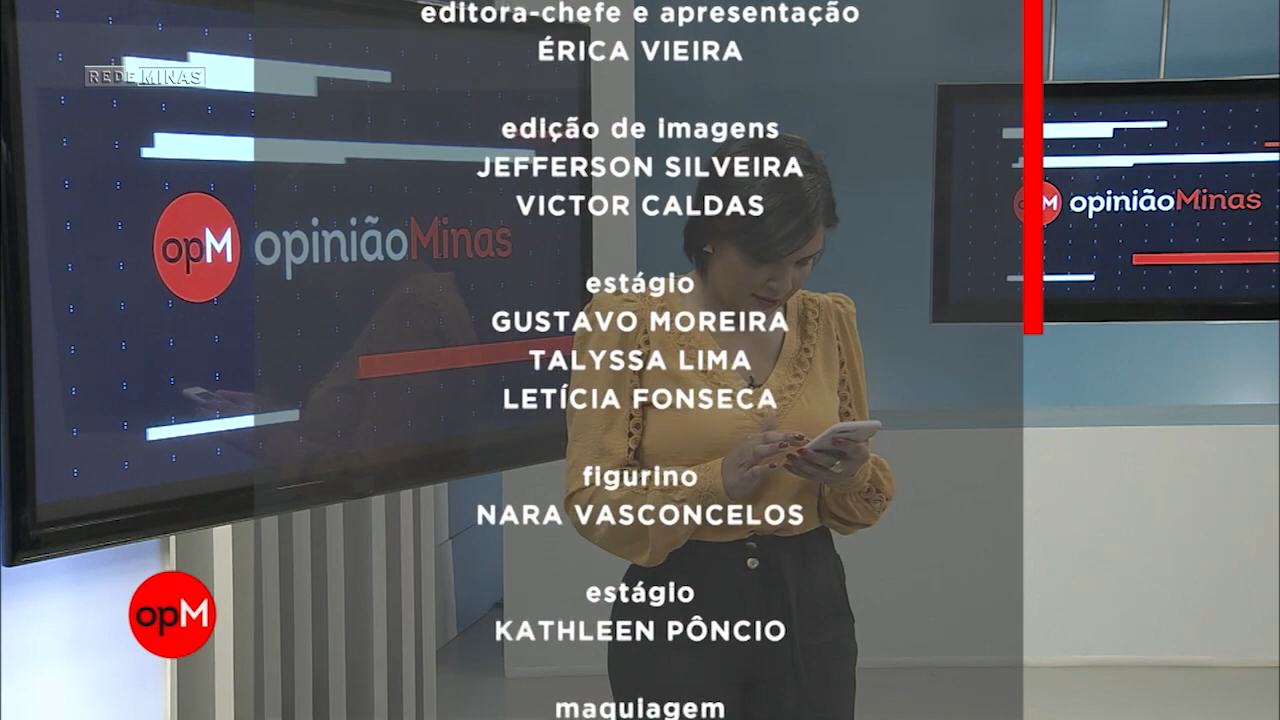 editora-chefe e apresentação
ÉRICA VIEIRA
REDE MINAS
edição de imagens
JEFFERSON SILVEIRA
VICTOR CALDAS
opM opiniãoMinas
opM opiniãoMinas
estágio
GUSTAVO MOREIRA
TALYSSA LIMA
LETÍCIA FONSECA
figurino
NARA VASCONCELOS
estágio
KATHLEEN PÔNCIO
opM
maquiagem